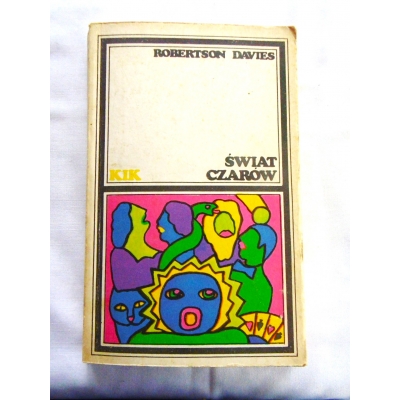 ROBERTSON DAVIES
ŚWIAT
KIK CZARÓW